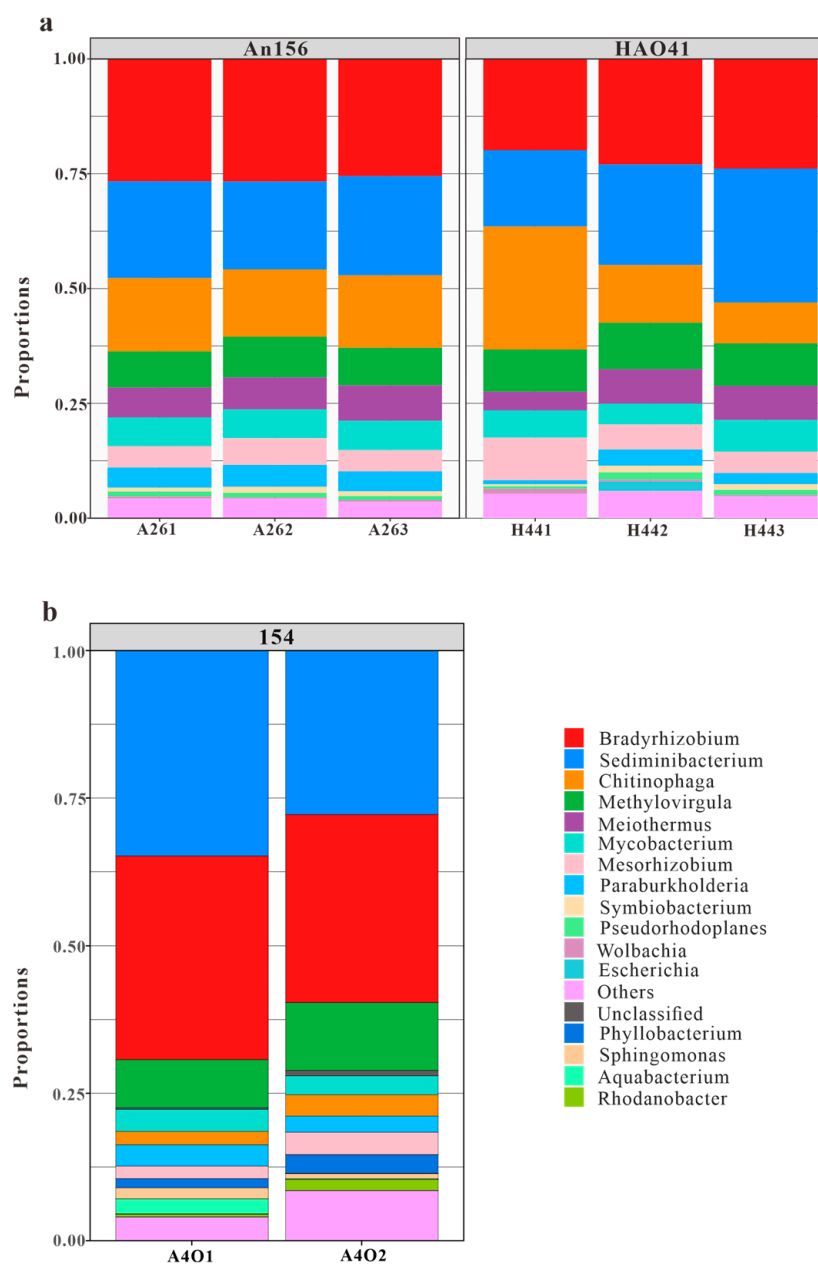 a
An156 HAO41
1.00
0.75
0.50
0.25
0.00
Proportions
A261 A262 A263 H441 H442 H443
b
154
1.00
0.75
0.50
0.25
0.00
Proportions
A4O1 A4O2
Bradyrhizobium
Sediminibacterium
Chitinophaga
Methylovirgula
Meiothermus
Mycobacterium
Mesorhizobium
Paraburkholderia
Symbiobacterium
Pseudorhodoplanes
Wolbachia
Escherichia
Others
Unclassified
Phyllobacterium
Sphingomonas
Aquabacterium
Rhodanobacter